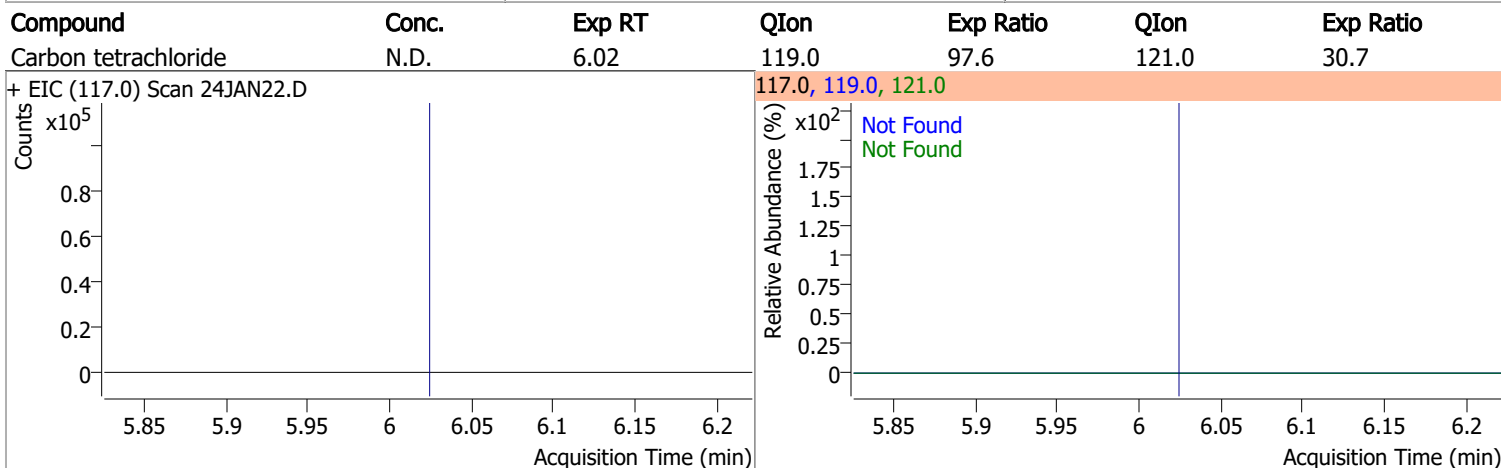 Compound Conc. Exp RT QIon Exp Ratio QIon Exp Ratio
Carbon tetrachloride N.D. 6.02 119.0 97.6 121.0 30.7
+ EIC (117.0) Scan 24JAN22.D
Counts
x10⁵
0.8
0.6
0.4
0.2
0
5.85 5.9 5.95 6 6.05 6.1 6.15 6.2
Acquisition Time (min)
117.0, 119.0, 121.0
Relative Abundance (%)
x10²
Not Found
Not Found
1.75
1.5
1.25
1
0.75
0.5
0.25
0
5.85 5.9 5.95 6 6.05 6.1 6.15 6.2
Acquisition Time (min)